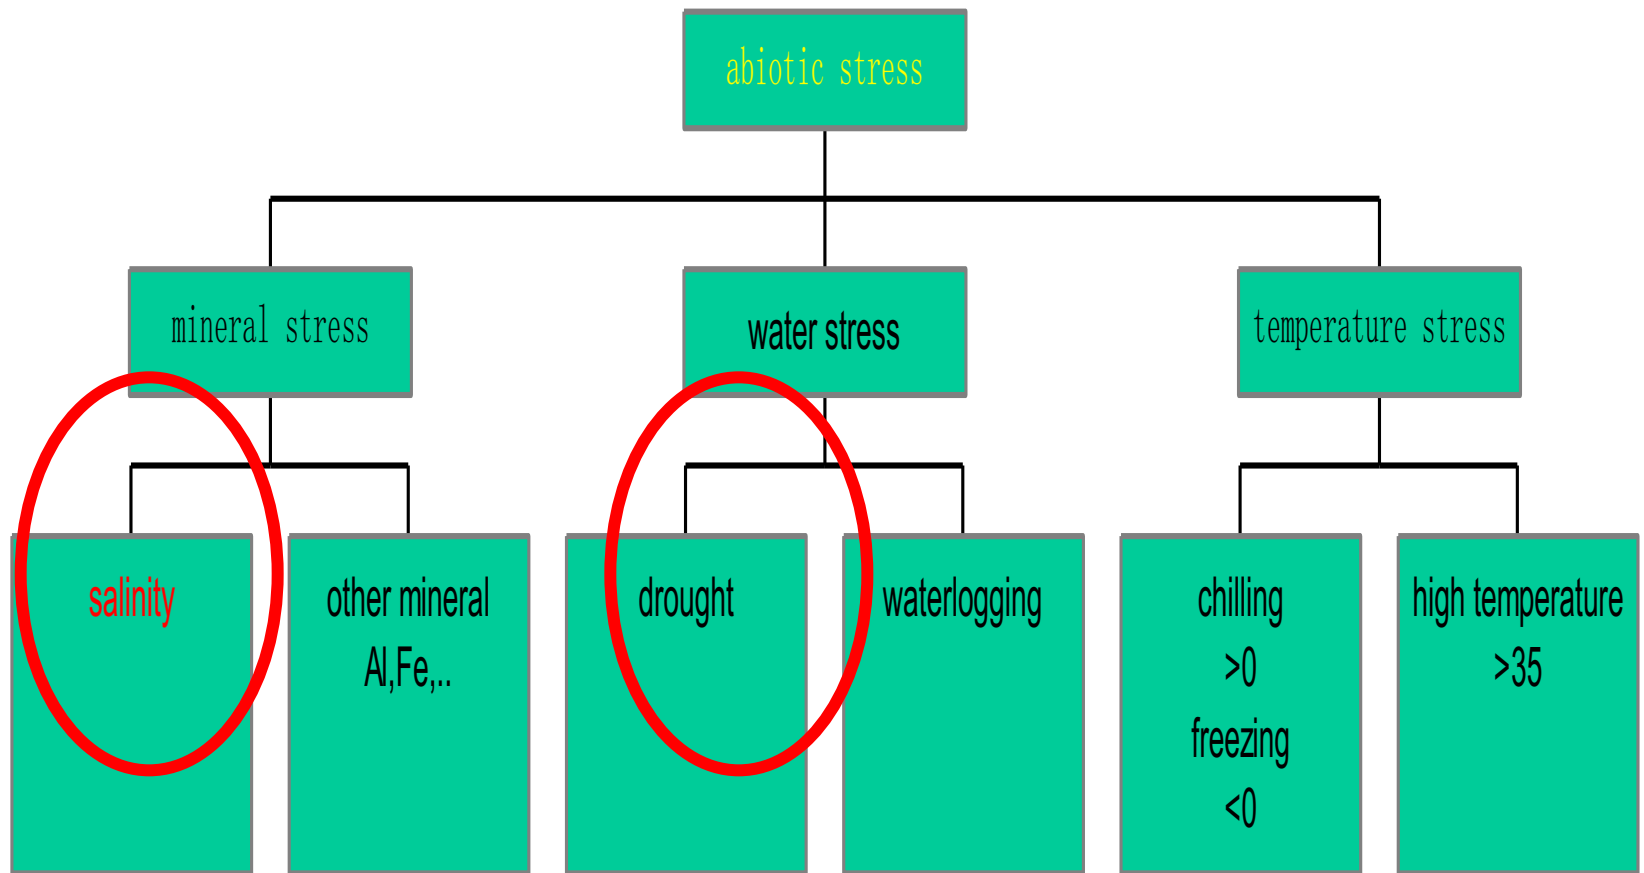 abiotic stress
mineral stress
water stress
temperature stress
salinity
other mineral
Al,Fe,..
drought
waterlogging
chilling
>0
freezing
<0
high temperature
>35